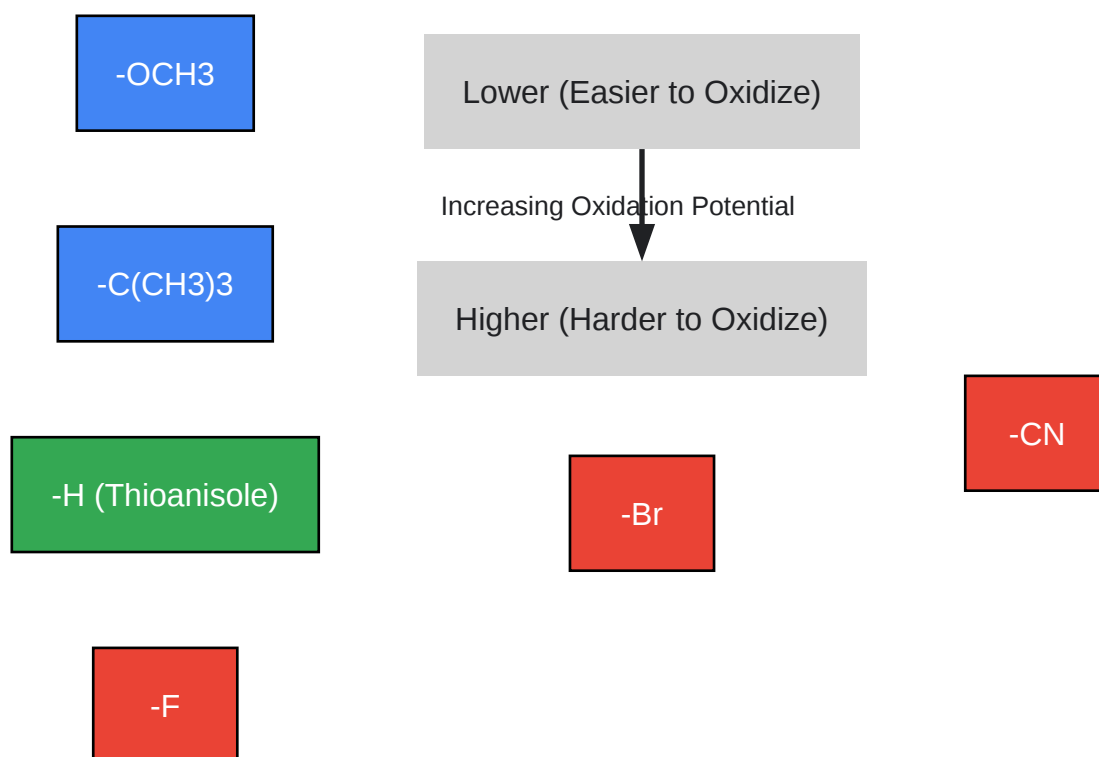 -OCH3
Lower (Easier to Oxidize)
Increasing Oxidation Potential
-C(CH3)3
Higher (Harder to Oxidize)
-CN
-H (Thioanisole)
-Br
-F